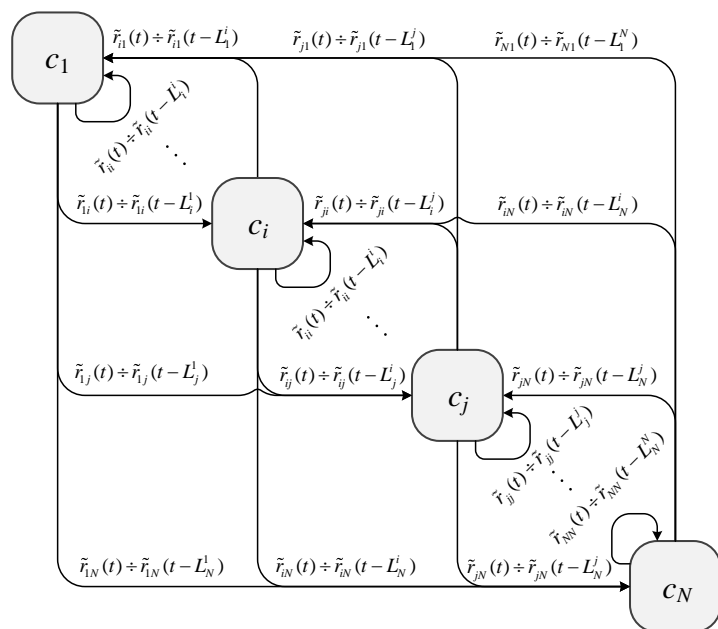 r̃_{i1}(t) ÷ r̃_{i1}(t − L_1^i)
r̃_{j1}(t) ÷ r̃_{j1}(t − L_1^j)
r̃_{N1}(t) ÷ r̃_{N1}(t − L_1^N)
c_1
r̃_{ii}(t) ÷ r̃_{ii}(t − L_i^i)
⋱
r̃_{1i}(t) ÷ r̃_{1i}(t − L_i^1)
c_i
r̃_{ji}(t) ÷ r̃_{ji}(t − L_i^j)
r̃_{iN}(t) ÷ r̃_{iN}(t − L_N^i)
r̃_{ii}(t) ÷ r̃_{ii}(t − L_i^i)
⋱
r̃_{1j}(t) ÷ r̃_{1j}(t − L_j^1)
r̃_{ij}(t) ÷ r̃_{ij}(t − L_j^i)
c_j
r̃_{jN}(t) ÷ r̃_{jN}(t − L_N^j)
r̃_{jj}(t) ÷ r̃_{jj}(t − L_j^j)
⋱
r̃_{NN}(t) ÷ r̃_{NN}(t − L_N^N)
r̃_{1N}(t) ÷ r̃_{1N}(t − L_N^1)
r̃_{iN}(t) ÷ r̃_{iN}(t − L_N^i)
r̃_{jN}(t) ÷ r̃_{jN}(t − L_N^j)
c_N